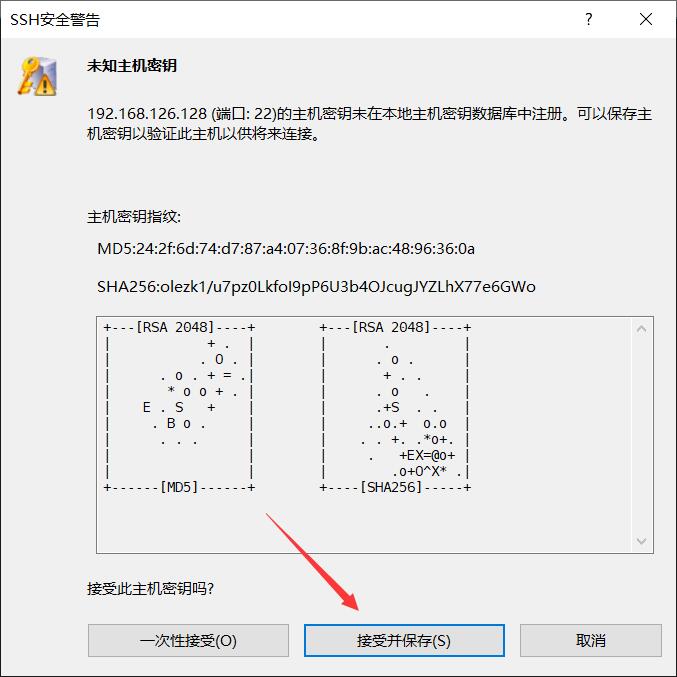 SSH安全警告
未知主机密钥
192.168.126.128 (端口: 22)的主机密钥未在本地主机密钥数据库中注册。可以保存主
机密钥以验证此主机以供将来连接。
主机密钥指纹:
MD5:24:2f:6d:74:d7:87:a4:07:36:8f:9b:ac:48:96:36:0a
SHA256:olezk1/u7pz0LkfoI9pP6U3b4OJcugJYZLhX77e6GWo
+---[RSA 2048]----+        +---[RSA 2048]----+
|            + .  |        |       .         |
|           . O . |        |      . o .      |
|      . o . + = .|        |       + . .     |
|       * o o + . |        |      . o   .    |
|    E . S   +    |        |      .+S  . .   |
|     . B o .     |        |     ..o.+  o.o  |
|      . . .      |        |    . . +. .*o+. |
|                 |        |     .   +EX=@o+ |
|                 |        |        .o+O^X* .|
+------[MD5]------+        +----[SHA256]-----+
接受此主机密钥吗?
一次性接受(O) 接受并保存(S) 取消